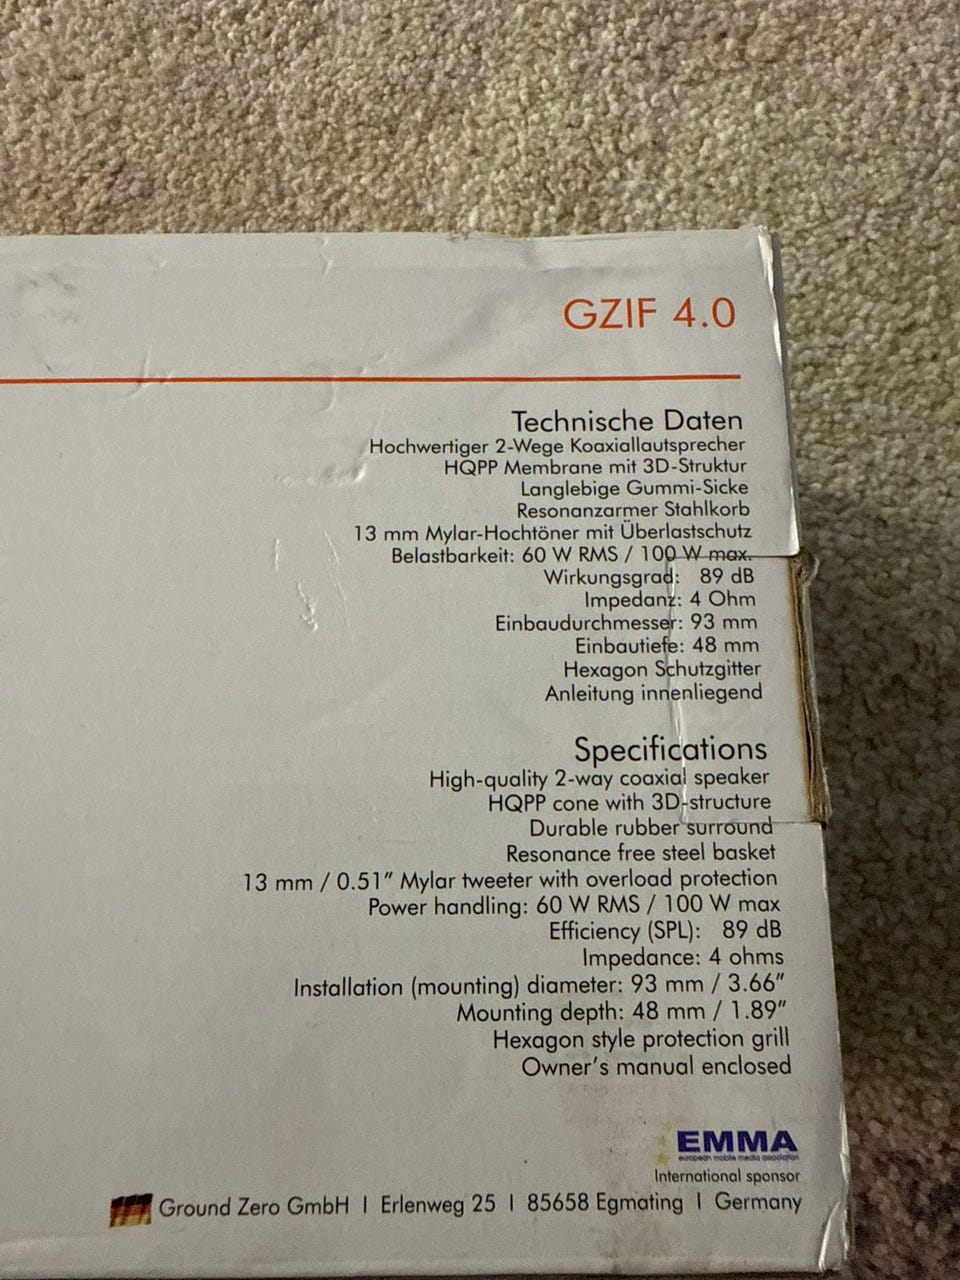 GZIF 4.0
Technische Daten
Hochwertiger 2-Wege Koaxiallautsprecher
HQPP Membrane mit 3D-Struktur
Langlebige Gummi-Sicke
Resonanzarmer Stahlkorb
13 mm Mylar-Hochtöner mit Überlastschutz
Belastbarkeit: 60 W RMS / 100 W max.
Wirkungsgrad: 89 dB
Impedanz: 4 Ohm
Einbaudurchmesser: 93 mm
Einbautiefe: 48 mm
Hexagon Schutzgitter
Anleitung innenliegend
Specifications
High-quality 2-way coaxial speaker
HQPP cone with 3D-structure
Durable rubber surround
Resonance free steel basket
13 mm / 0.51” Mylar tweeter with overload protection
Power handling: 60 W RMS / 100 W max
Efficiency (SPL): 89 dB
Impedance: 4 ohms
Installation (mounting) diameter: 93 mm / 3.66”
Mounting depth: 48 mm / 1.89”
Hexagon style protection grill
Owner’s manual enclosed
EMMA
european mobile media association
International sponsor
Ground Zero GmbH | Erlenweg 25 | 85658 Egmating | Germany